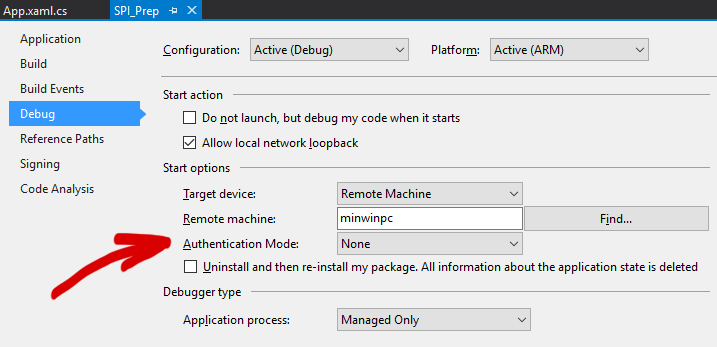 App.xaml.cs
SPI_Prep
Application
Build
Build Events
Debug
Reference Paths
Signing
Code Analysis
Configuration: Active (Debug) Platform: Active (ARM)
Start action
Do not launch, but debug my code when it starts
Allow local network loopback
Start options
Target device: Remote Machine
Remote machine: minwinpc Find...
Authentication Mode: None
Uninstall and then re-install my package. All information about the application state is deleted
Debugger type
Application process: Managed Only